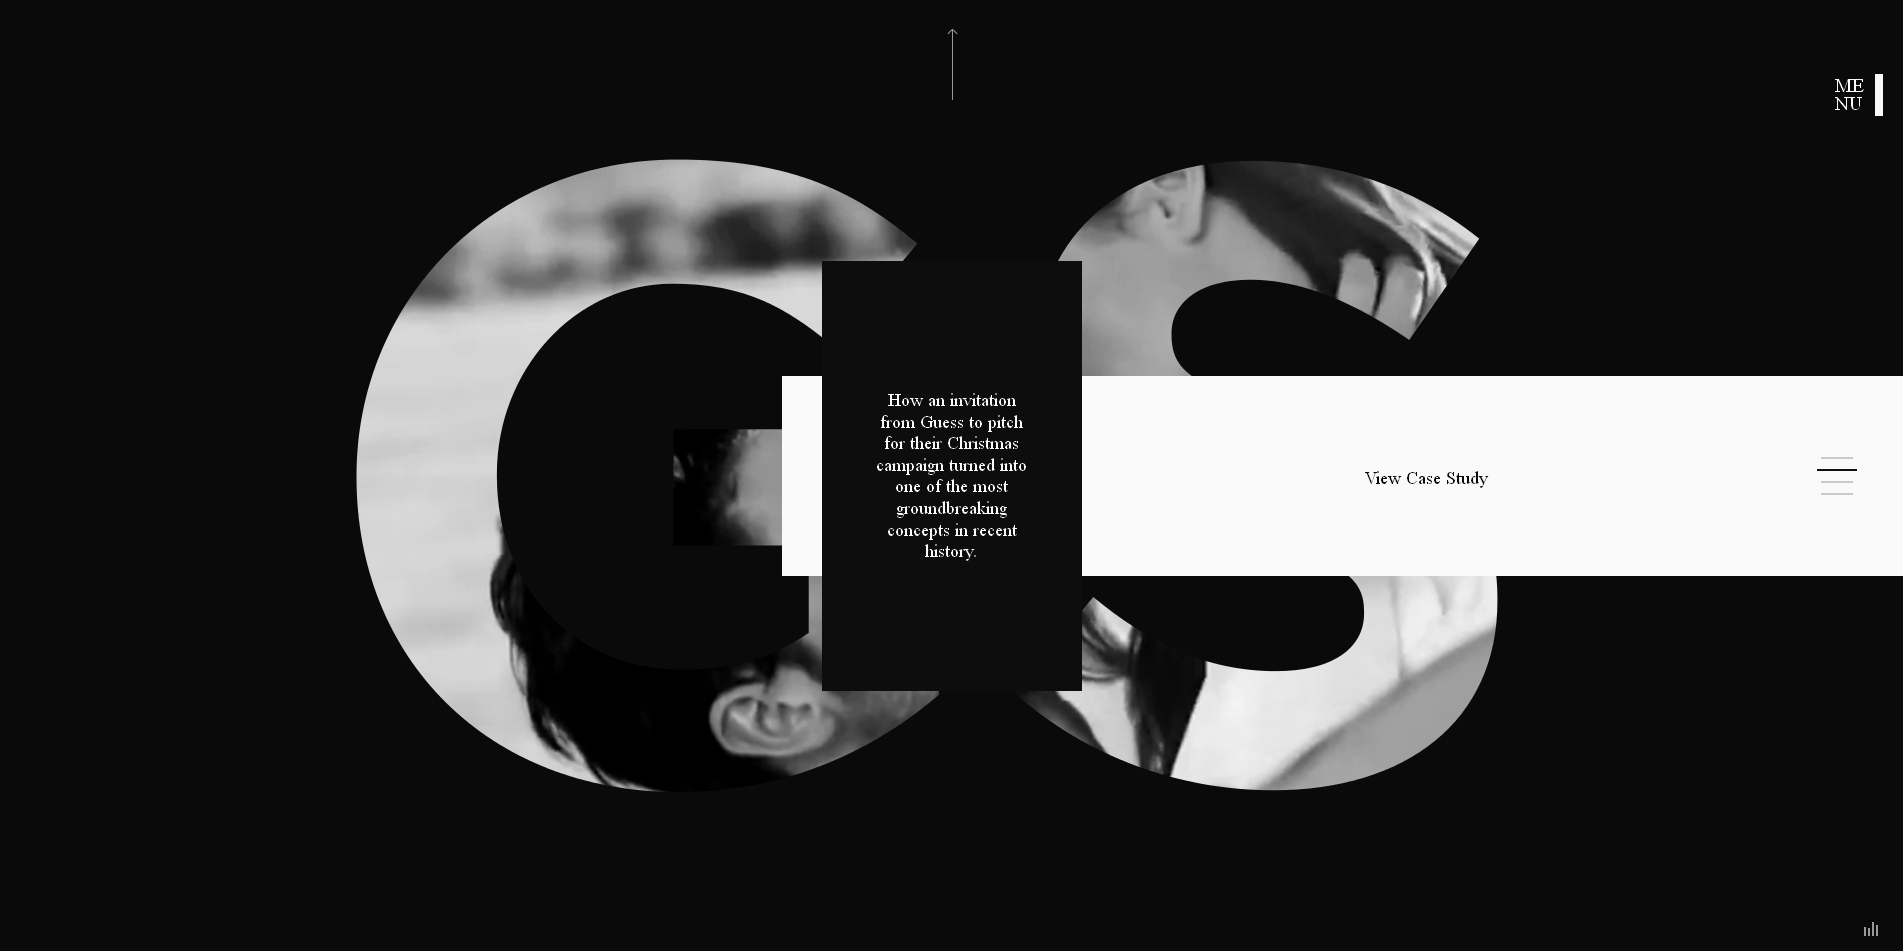 ME
NU
GS
How an invitation
from Guess to pitch
for their Christmas
campaign turned into
one of the most
groundbreaking
concepts in recent
history.
View Case Study